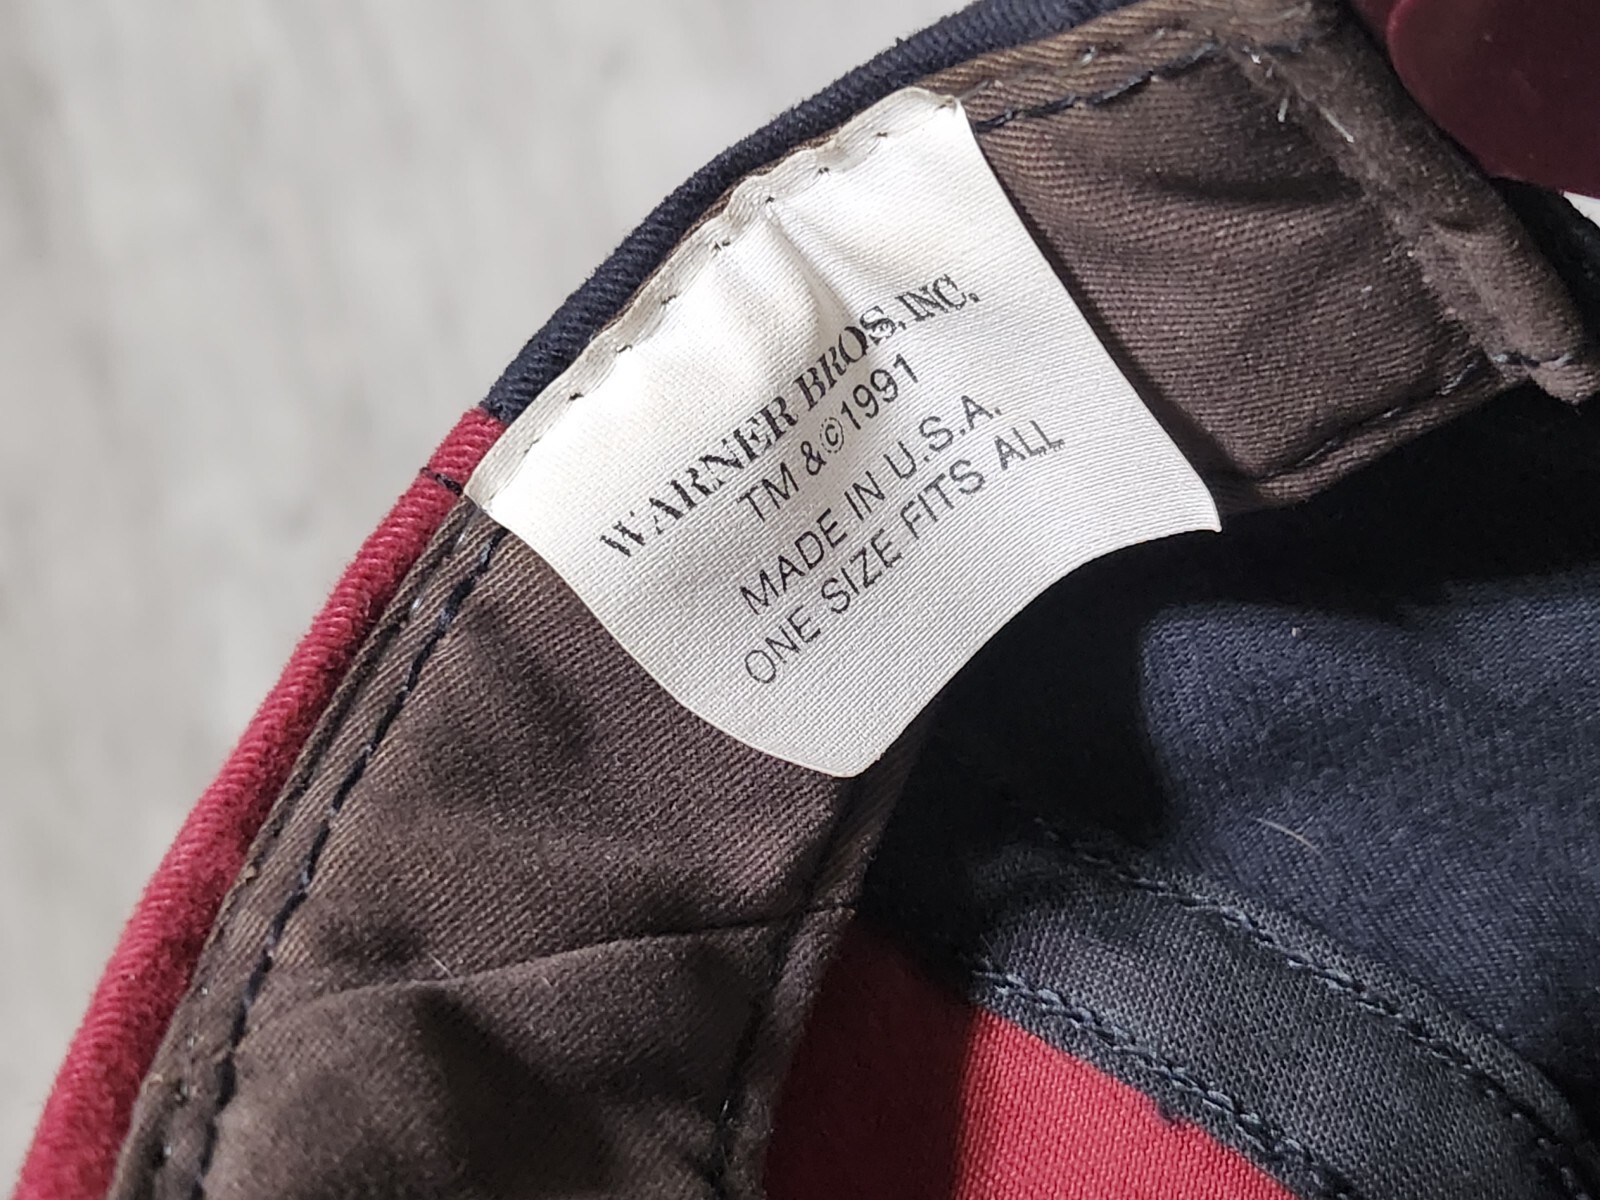 WARNER BROS. INC.
TM & ©1991
MADE IN U.S.A.
ONE SIZE FITS ALL